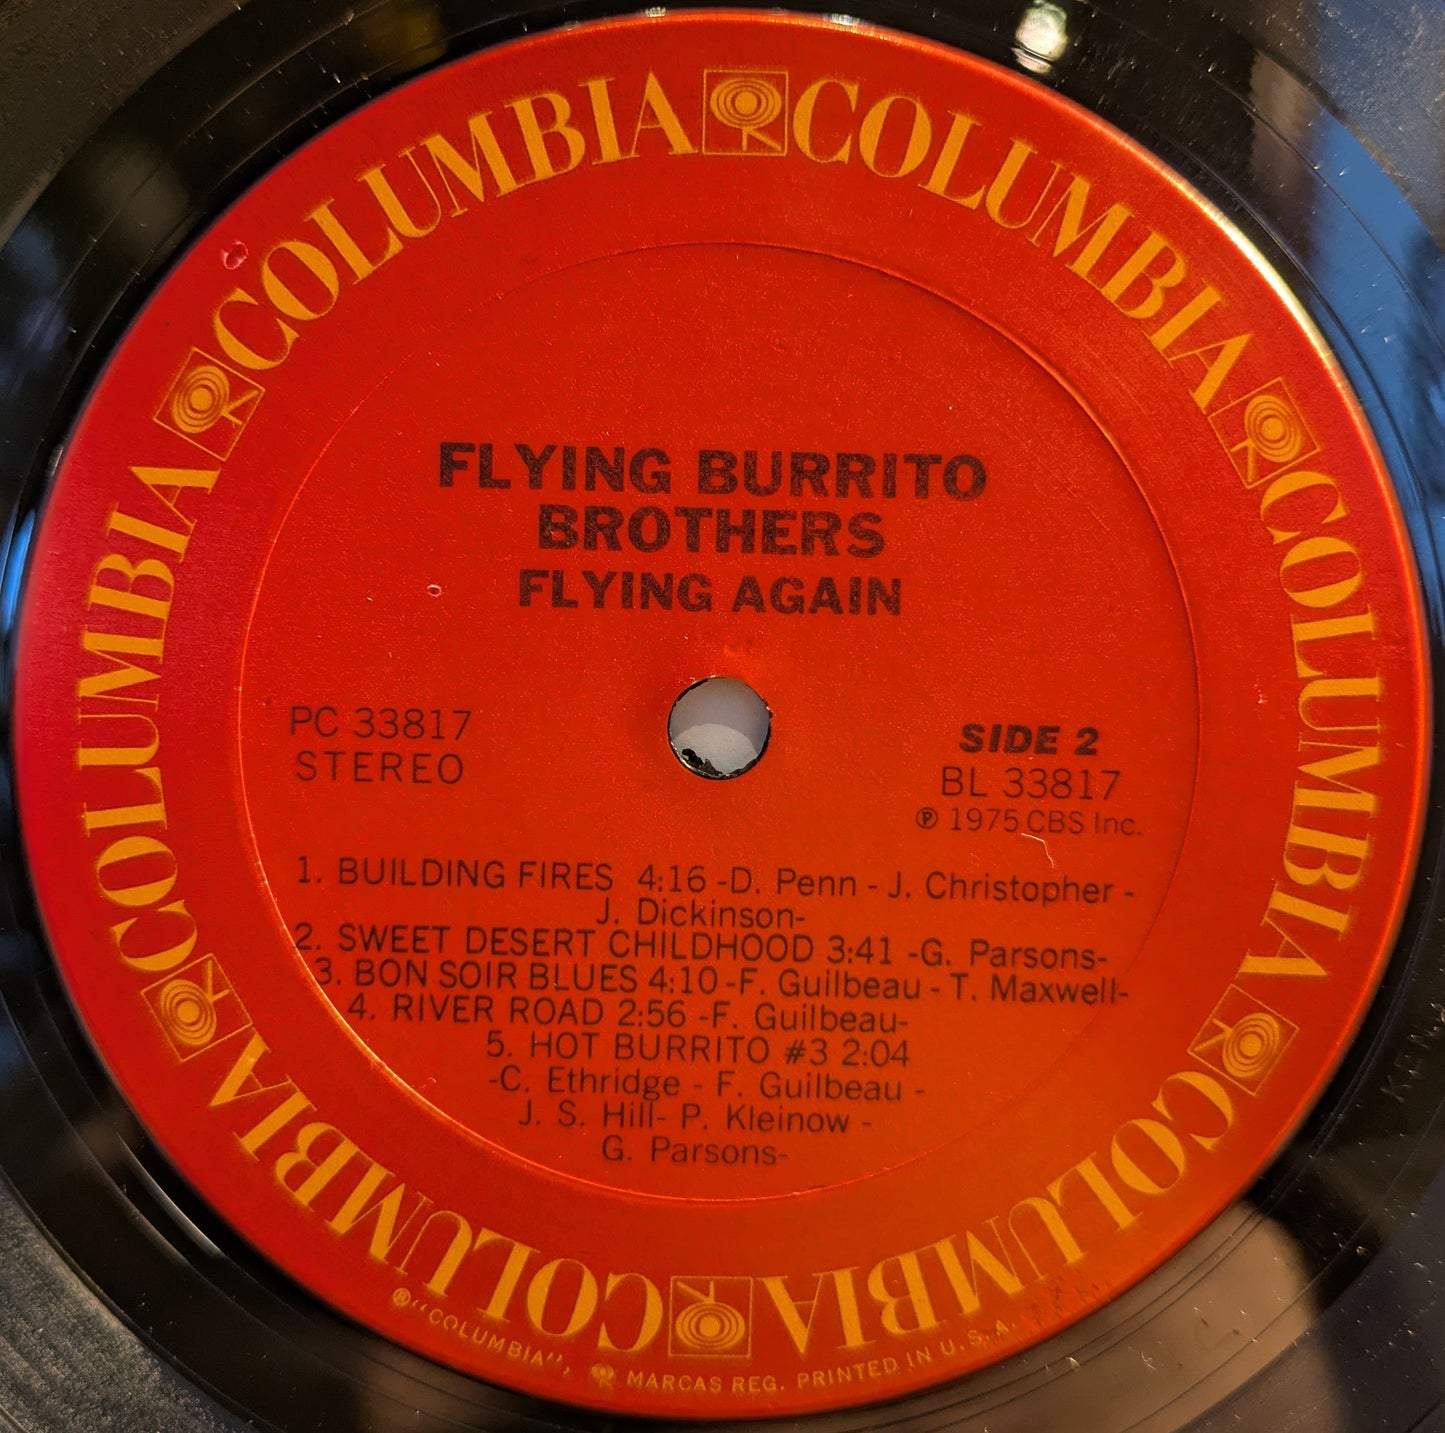 COLUMBIA COLUMBIA COLUMBIA COLUMBIA COLUMBIA COLUMBIA COLUMBIA COLUMBIA
FLYING BURRITO
BROTHERS
FLYING AGAIN
PC 33817
STEREO
SIDE 2
BL 33817
℗ 1975 CBS Inc.
1. BUILDING FIRES 4:16 -D. Penn - J. Christopher -
J. Dickinson-
2. SWEET DESERT CHILDHOOD 3:41 -G. Parsons-
3. BON SOIR BLUES 4:10 -F. Guilbeau - T. Maxwell-
4. RIVER ROAD 2:56 -F. Guilbeau-
5. HOT BURRITO #3 2:04
-C. Ethridge - F. Guilbeau -
J. S. Hill- P. Kleinow -
G. Parsons-
®"COLUMBIA", MARCAS REG. PRINTED IN U.S.A.